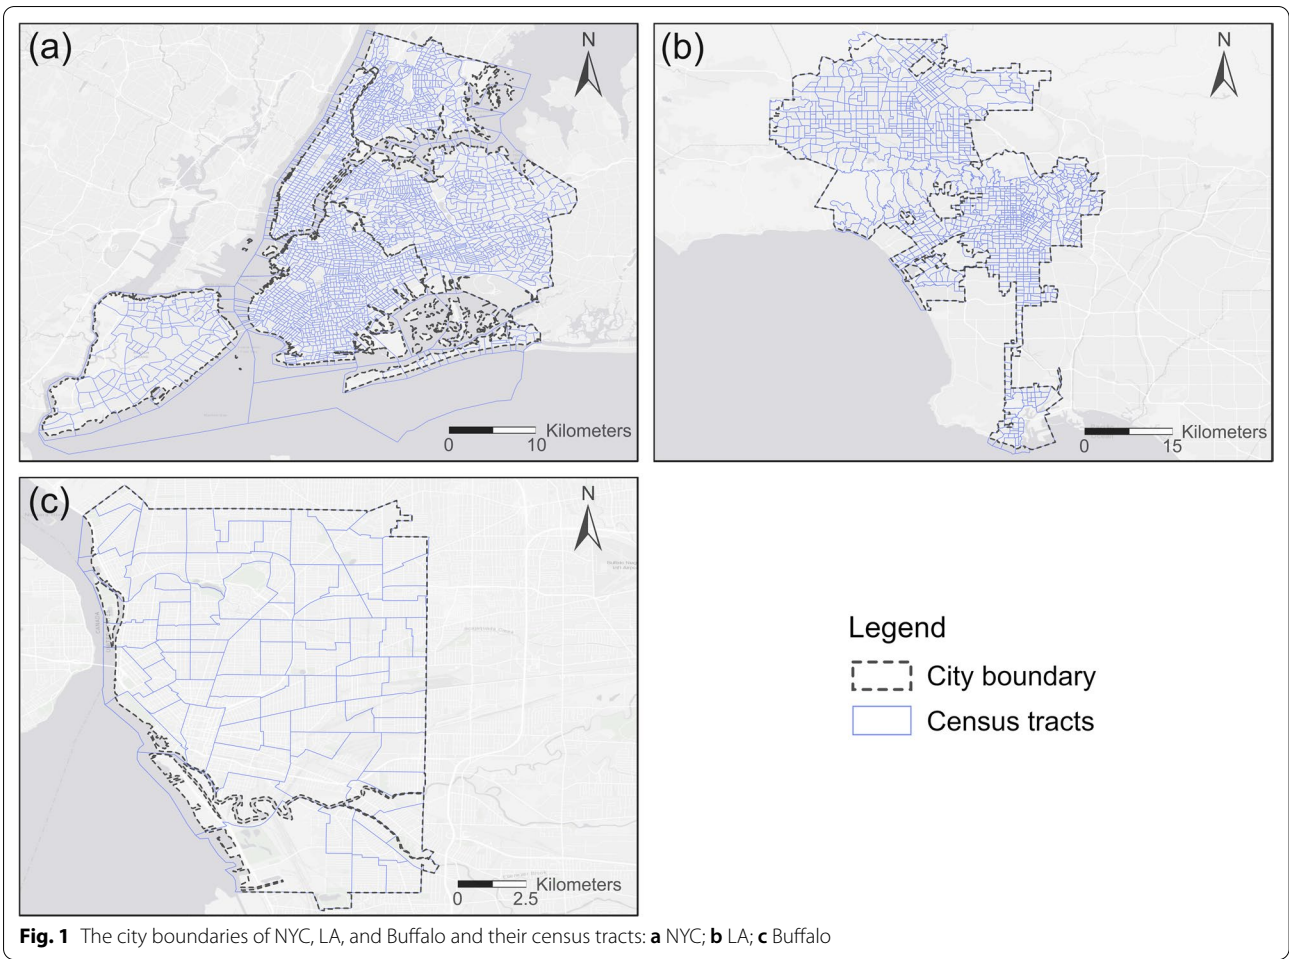 (a)
N
0 10 Kilometers
(b)
N
0 15 Kilometers
(c)
N
0 2.5 Kilometers
Legend
City boundary
Census tracts
Fig. 1 The city boundaries of NYC, LA, and Buffalo and their census tracts: a NYC; b LA; c Buffalo